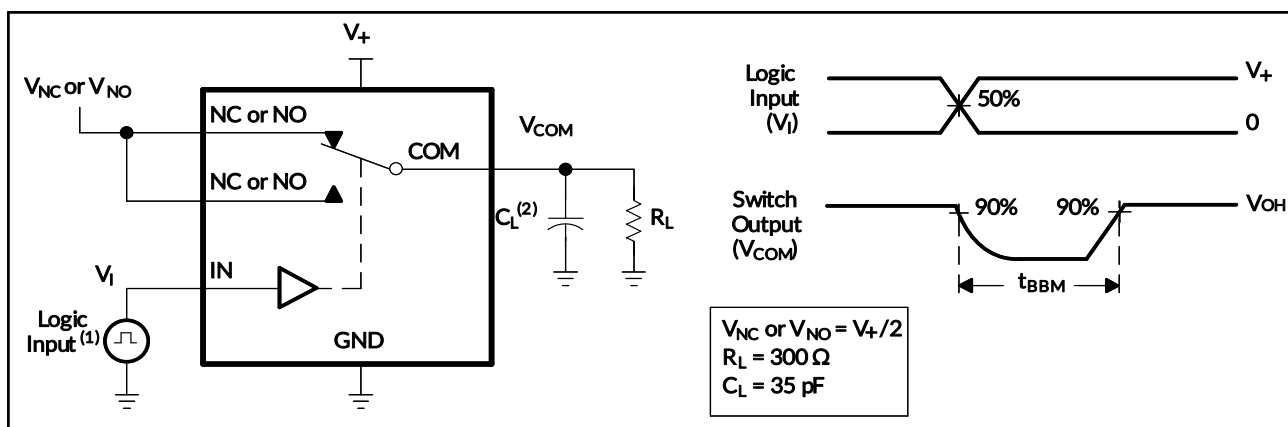 V+
VNC or VNO
NC or NO
VCOM
COM
NC or NO
CL(2)
RL
VI
IN
Logic
Input(1)
GND
Logic
Input
(VI)
50%
V+
0
Switch
Output
(VCOM)
90%
90%
VOH
tBBM
VNC or VNO = V+/2
RL = 300 Ω
CL = 35 pF